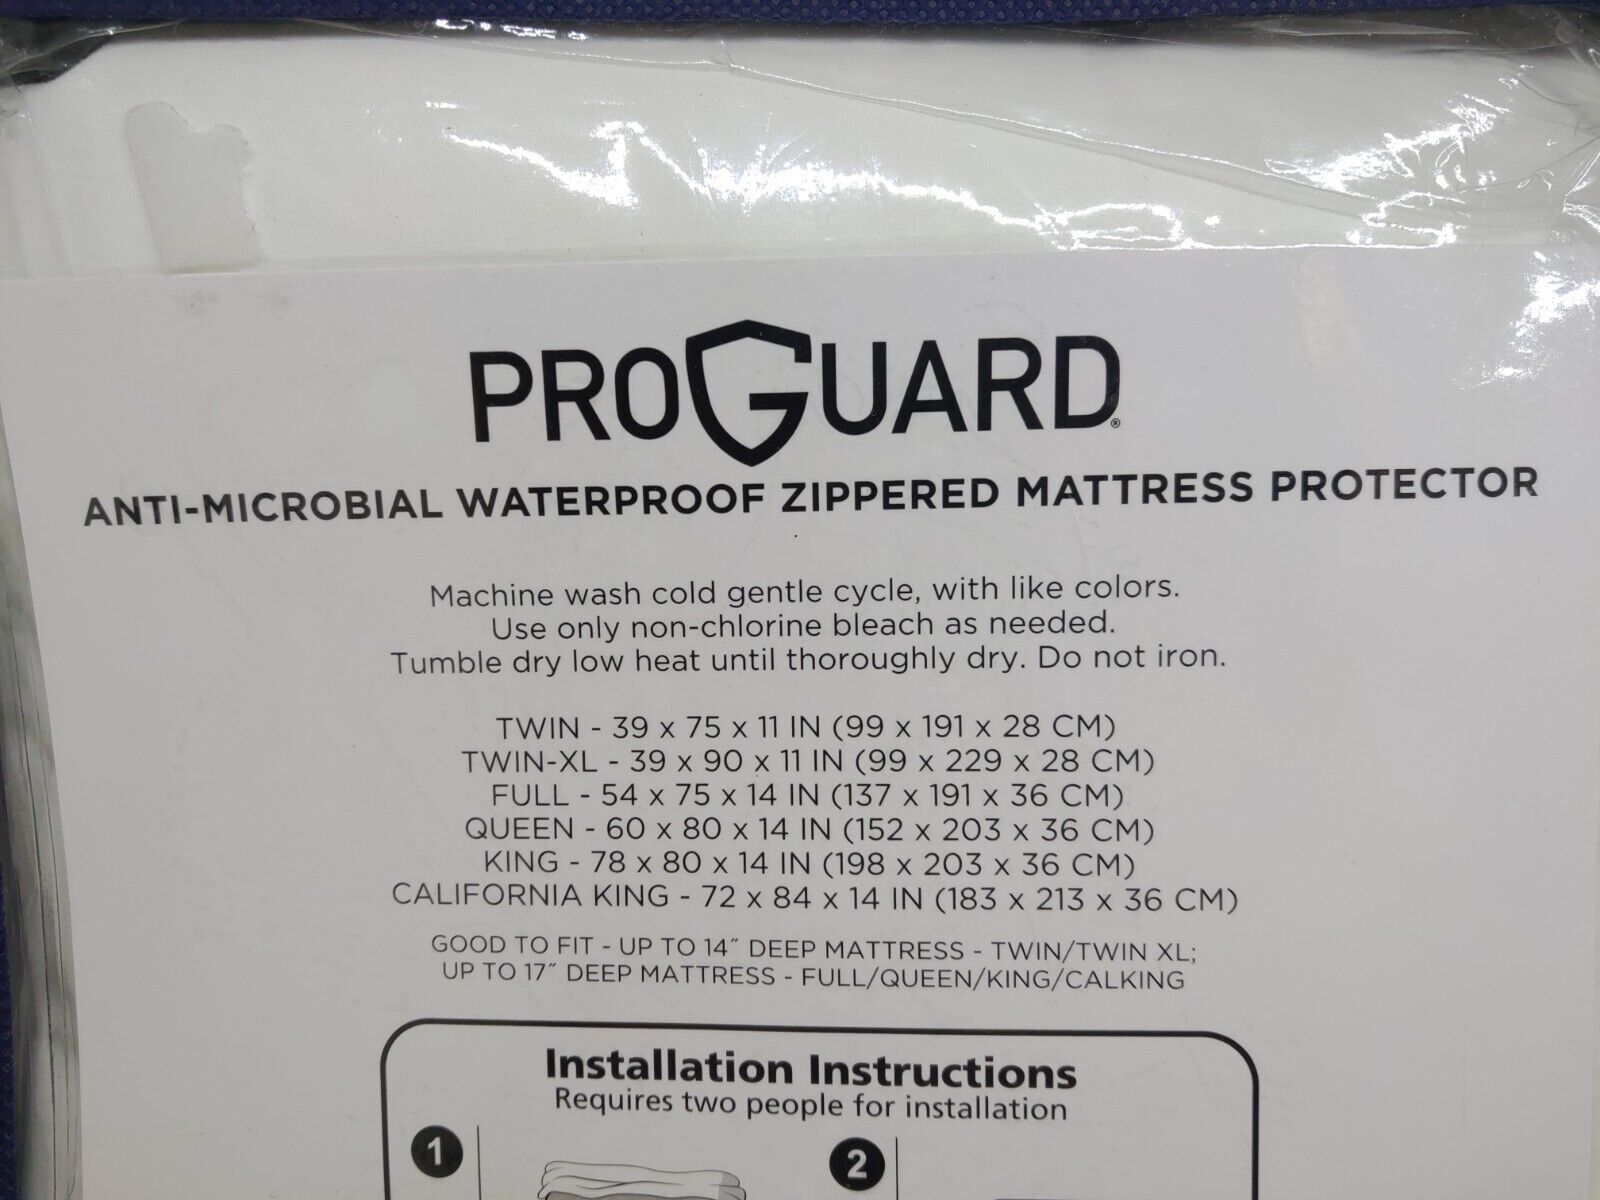 PROGUARD®
ANTI-MICROBIAL WATERPROOF ZIPPERED MATTRESS PROTECTOR
Machine wash cold gentle cycle, with like colors.
Use only non-chlorine bleach as needed.
Tumble dry low heat until thoroughly dry. Do not iron.
TWIN - 39 x 75 x 11 IN (99 x 191 x 28 CM)
TWIN-XL - 39 x 90 x 11 IN (99 x 229 x 28 CM)
FULL - 54 x 75 x 14 IN (137 x 191 x 36 CM)
QUEEN - 60 x 80 x 14 IN (152 x 203 x 36 CM)
KING - 78 x 80 x 14 IN (198 x 203 x 36 CM)
CALIFORNIA KING - 72 x 84 x 14 IN (183 x 213 x 36 CM)
GOOD TO FIT - UP TO 14″ DEEP MATTRESS - TWIN/TWIN XL;
UP TO 17″ DEEP MATTRESS - FULL/QUEEN/KING/CALKING
Installation Instructions
Requires two people for installation
1 2